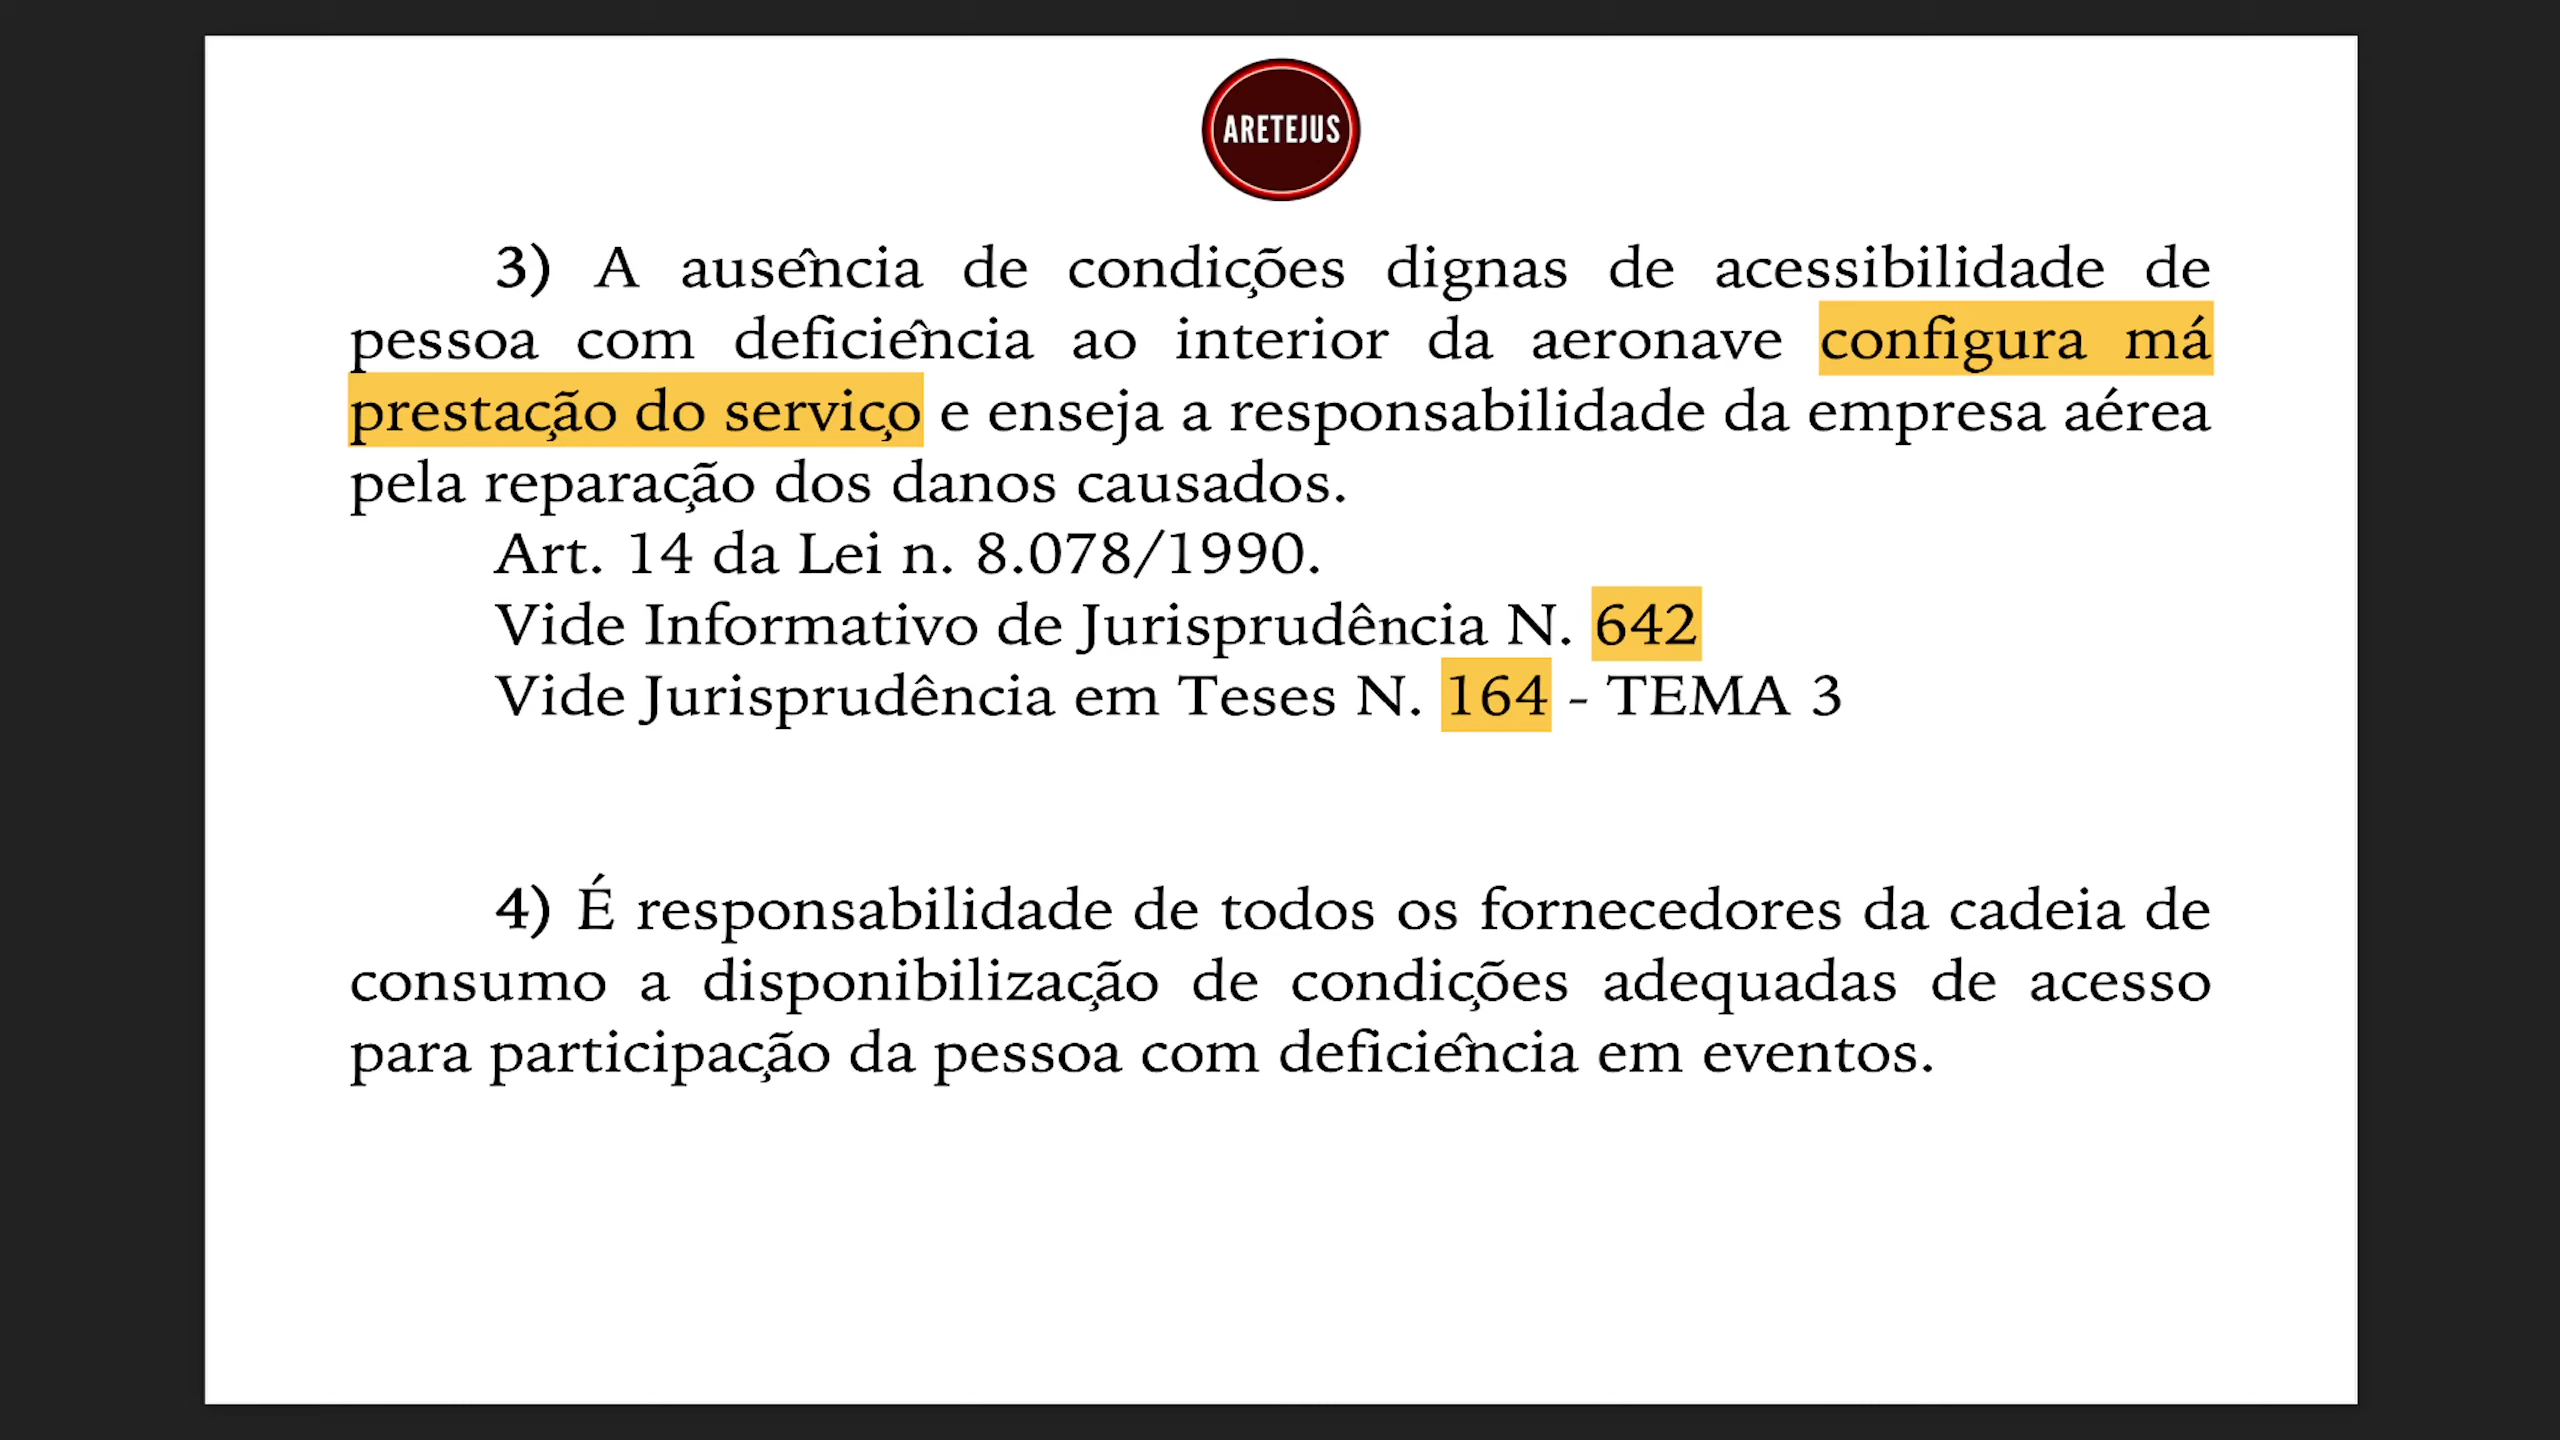 ARETEJUS
3) A ausência de condições dignas de acessibilidade de
pessoa com deficiência ao interior da aeronave configura má
prestação do serviço e enseja a responsabilidade da empresa aérea
pela reparação dos danos causados.
Art. 14 da Lei n. 8.078/1990.
Vide Informativo de Jurisprudência N. 642
Vide Jurisprudência em Teses N. 164 - TEMA 3
4) É responsabilidade de todos os fornecedores da cadeia de
consumo a disponibilização de condições adequadas de acesso
para participação da pessoa com deficiência em eventos.